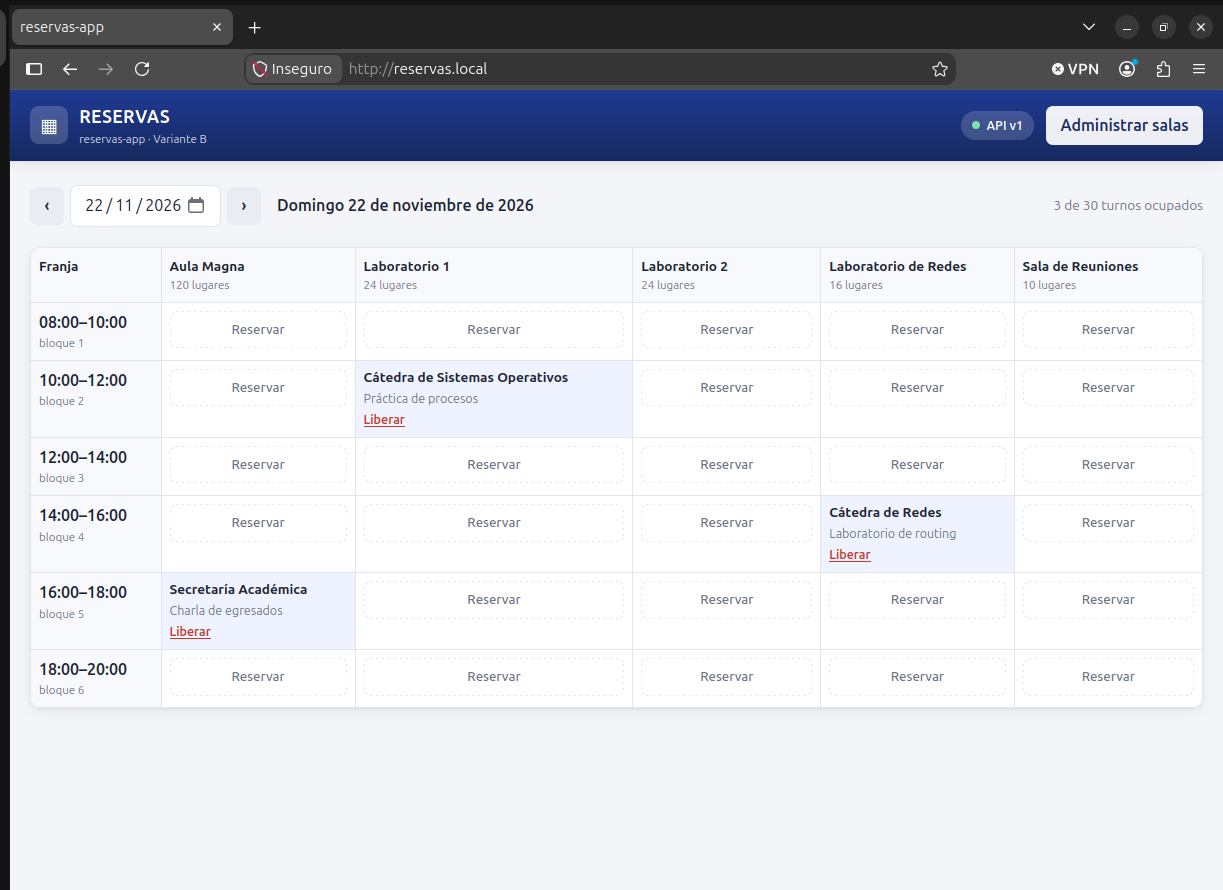 reservas-app
Inseguro http://reservas.local VPN
RESERVAS
reservas-app · Variante B
API v1
Administrar salas
‹ 22/11/2026 › Domingo 22 de noviembre de 2026 3 de 30 turnos ocupados
Franja Aula Magna Laboratorio 1 Laboratorio 2 Laboratorio de Redes Sala de Reuniones
120 lugares 24 lugares 24 lugares 16 lugares 10 lugares
08:00–10:00 Reservar Reservar Reservar Reservar Reservar
bloque 1
10:00–12:00 Reservar Cátedra de Sistemas Operativos Reservar Reservar Reservar
bloque 2 Práctica de procesos
Liberar
12:00–14:00 Reservar Reservar Reservar Reservar Reservar
bloque 3
14:00–16:00 Reservar Reservar Reservar Cátedra de Redes Reservar
bloque 4 Laboratorio de routing
Liberar
16:00–18:00 Secretaría Académica Reservar Reservar Reservar Reservar
bloque 5 Charla de egresados
Liberar
18:00–20:00 Reservar Reservar Reservar Reservar Reservar
bloque 6